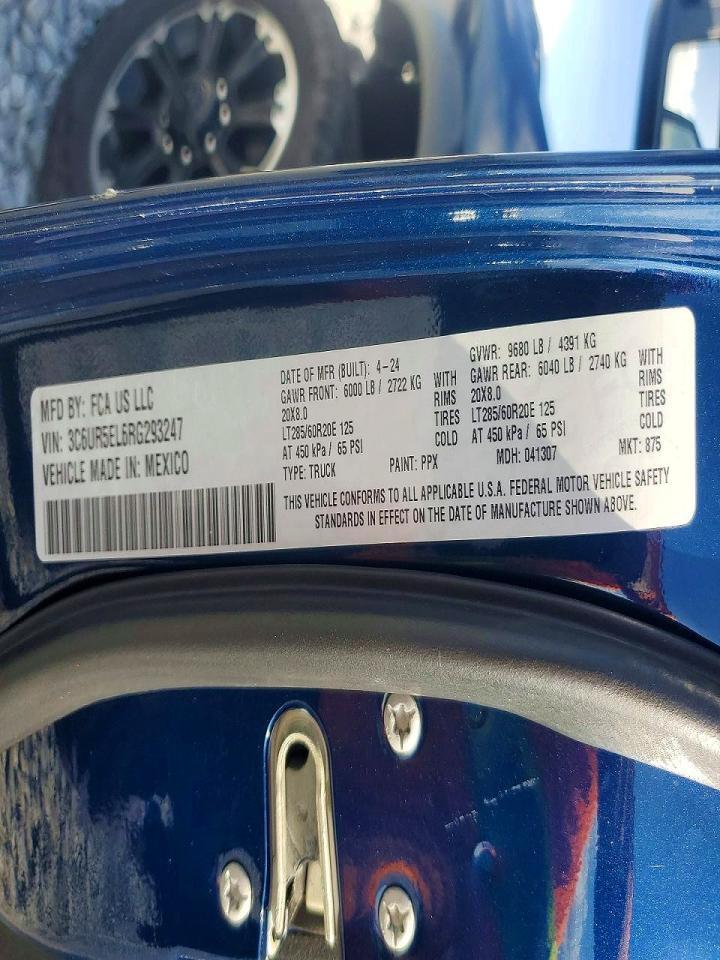 MFD BY: FCA US LLC
VIN: 3C6UR5EL6RG293247
VEHICLE MADE IN: MEXICO
DATE OF MFR (BUILT): 4-24
GAWR FRONT: 6000 LB / 2722 KG WITH
20X8.0 RIMS
LT285/60R20E 125 TIRES
AT 450 kPa / 65 PSI COLD
TYPE: TRUCK PAINT: PPX
GVWR: 9680 LB / 4391 KG
GAWR REAR: 6040 LB / 2740 KG WITH
20X8.0 RIMS
LT285/60R20E 125 TIRES
AT 450 kPa / 65 PSI COLD
MDH: 041307 MKT: 875
THIS VEHICLE CONFORMS TO ALL APPLICABLE U.S.A. FEDERAL MOTOR VEHICLE SAFETY
STANDARDS IN EFFECT ON THE DATE OF MANUFACTURE SHOWN ABOVE.